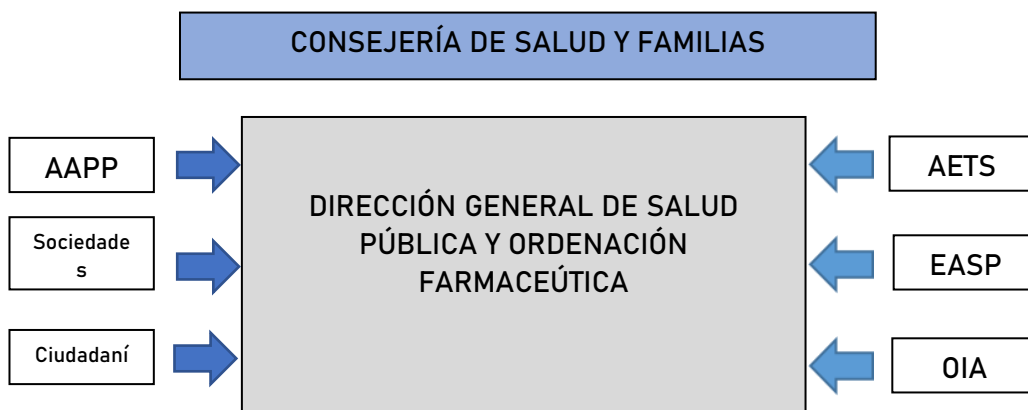 CONSEJERÍA DE SALUD Y FAMILIAS
AAPP
Sociedade
s
Ciudadaní
DIRECCIÓN GENERAL DE SALUD
PÚBLICA Y ORDENACIÓN
FARMACEÚTICA
AETS
EASP
OIA